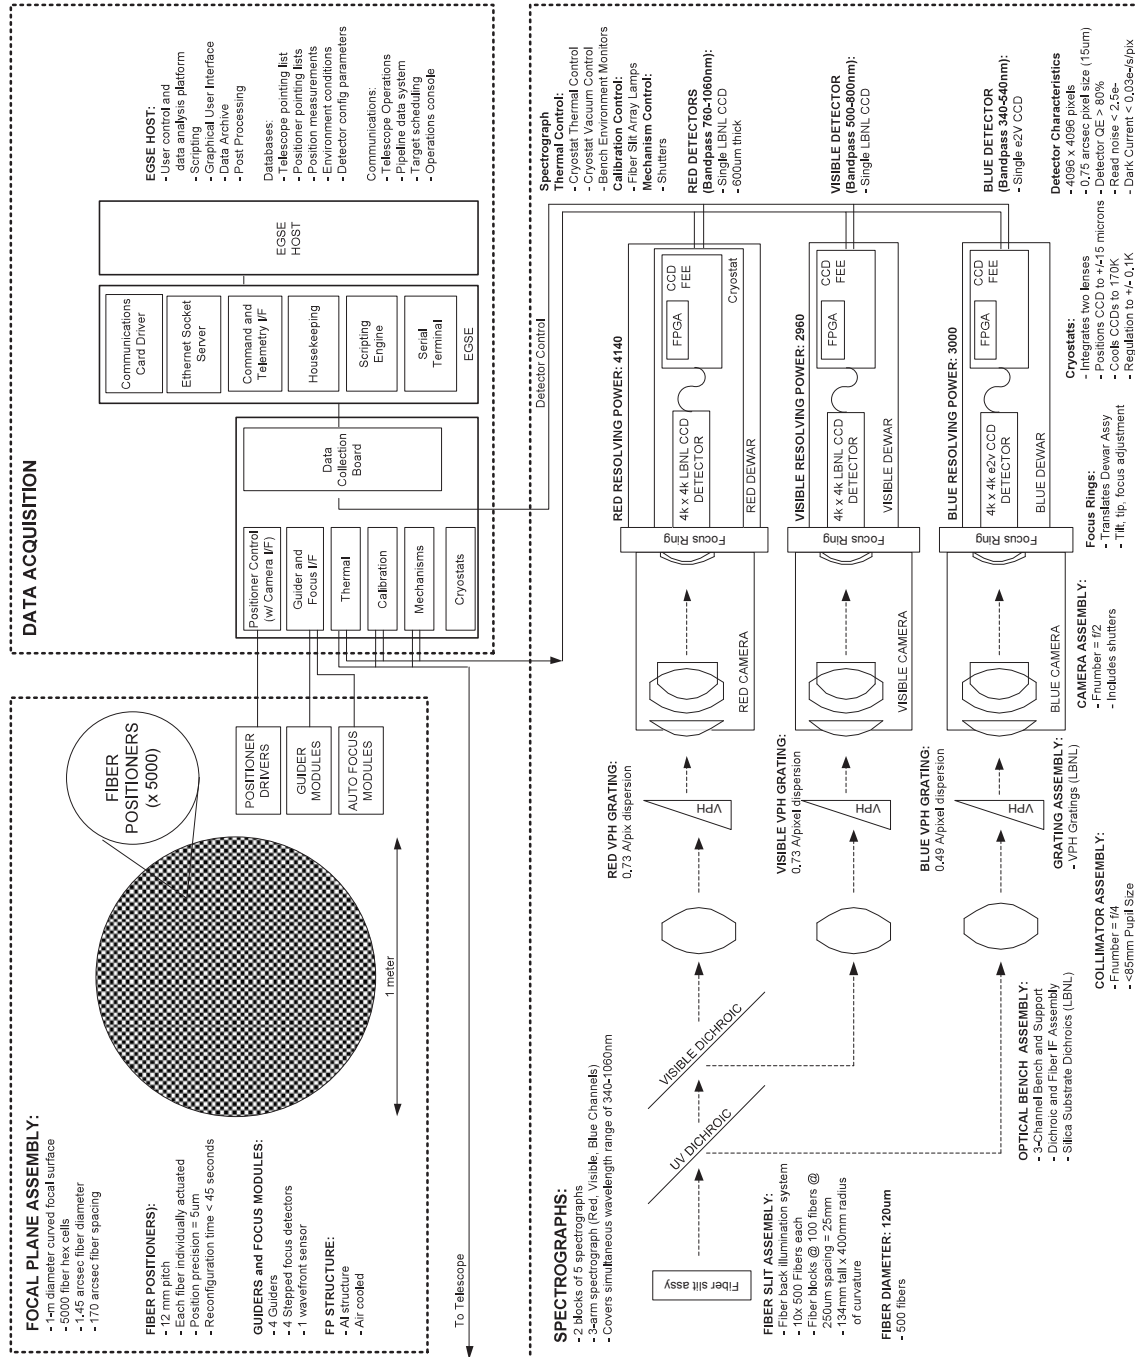 FOCAL PLANE ASSEMBLY:
- 1-m diameter curved focal surface
- 5000 fiber hex cells
- 1.45 arcsec fiber diameter
- 170 arcsec fiber spacing
FIBER POSITIONERS):
- 12 mm pitch
- Each fiber individually actuated
- Position precision = 5um
- Reconfiguration time < 45 seconds
GUIDERS and FOCUS MODULES:
- 4 Guiders
- 4 Stepped focus detectors
- 1 wavefront sensor
FP STRUCTURE:
- Al structure
- Air cooled
1 meter
FIBER
POSITIONERS
(x 5000)
POSITIONER
DRIVERS
GUIDER
MODULES
AUTO FOCUS
MODULES
To Telescope
DATA ACQUISITION
Positioner Control
(w/ Camera I/F)
Guider and
Focus I/F
Thermal
Calibration
Mechanisms
Cryostats
Data
Collection
Board
Communications
Card Driver
Ethernet Socket
Server
Command and
Telemetry I/F
Housekeeping
Scripting
Engine
Serial
Terminal
EGSE
EGSE
HOST
EGSE HOST:
- User control and
data analysis platform
- Scripting
- Graphical User Interface
- Data Archive
- Post Processing
Databases:
- Telescope pointing list
- Positioner pointing lists
- Position measurements
- Environment conditions
- Detector config parameters
Communications:
- Telescope Operations
- Pipeline data system
- Target scheduling
- Operations console
Detector Control
SPECTROGRAPHS:
- 2 blocks of 5 spectrographs
- 3-arm spectrograph (Red, Visible, Blue Channels)
- Covers simultaneous wavelength range of 340-1060nm
Fiber slit assy
UV DICHROIC
VISIBLE DICHROIC
FIBER SLIT ASSEMBLY:
- Fiber back illumination system
- 10x 500 Fibers each
- Fiber blocks @ 100 fibers @
250um spacing = 25mm
- 134mm tall x 400mm radius
of curvature
FIBER DIAMETER: 120um
- 500 fibers
OPTICAL BENCH ASSEMBLY:
- 3-Channel Bench and Support
- Dichroic and Fiber IF Assembly
- Silica Substrate Dichroics (LBNL)
COLLIMATOR ASSEMBLY:
- Fnumber = f/4
- <85mm Pupil Size
RED VPH GRATING:
0.73 A/pix dispersion
VPH
VISIBLE VPH GRATING:
0.73 A/pixel dispersion
VPH
BLUE VPH GRATING:
0.49 A/pixel dispersion
VPH
GRATING ASSEMBLY:
- VPH Gratings (LBNL)
RED CAMERA
VISIBLE CAMERA
BLUE CAMERA
CAMERA ASSEMBLY:
- Fnumber = f/2
- Includes shutters
Focus Ring
Focus Ring
Focus Ring
Focus Rings:
- Translates Dewar Assy
- Tilt, tip, focus adjustment
RED RESOLVING POWER: 4140
4k x 4k LBNL CCD
DETECTOR
FPGA
CCD
FEE
Cryostat
RED DEWAR
VISIBLE RESOLVING POWER: 2960
4k x 4k LBNL CCD
DETECTOR
FPGA
CCD
FEE
VISIBLE DEWAR
BLUE RESOLVING POWER: 3000
4k x 4k e2v CCD
DETECTOR
FPGA
CCD
FEE
BLUE DEWAR
Cryostats:
- Integrates two lenses
- Positions CCD to +/-15 microns
- Cools CCDs to 170K
- Regulation to +/- 0.1K
Spectrograph
Thermal Control:
- Cryostat Thermal Control
- Cryostat Vacuum Control
- Bench Environment Monitors
Calibration Control:
- Fiber Slit Array Lamps
Mechanism Control:
- Shutters
RED DETECTORS
(Bandpass 760-1060nm):
- Single LBNL CCD
- 600um thick
VISIBLE DETECTOR
(Bandpass 500-800nm):
- Single LBNL CCD
BLUE DETECTOR
(Bandpass 340-540nm):
- Single e2V CCD
Detector Characteristics
- 4096 x 4096 pixels
- 0.75 arcsec pixel size (15um)
- Detector QE > 80%
- Read noise < 2.5e-
- Dark Current < 0.03e-/s/pix